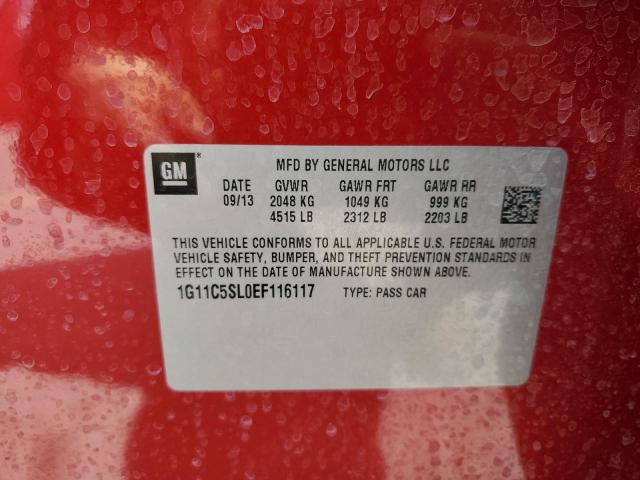 GM®
MFD BY GENERAL MOTORS LLC
DATE GVWR GAWR FRT GAWR RR
09/13 2048 KG 1049 KG 999 KG
4515 LB 2312 LB 2203 LB
THIS VEHICLE CONFORMS TO ALL APPLICABLE U.S. FEDERAL MOTOR
VEHICLE SAFETY, BUMPER, AND THEFT PREVENTION STANDARDS IN
EFFECT ON THE DATE OF MANUFACTURE SHOWN ABOVE.
1G11C5SL0EF116117 TYPE: PASS CAR